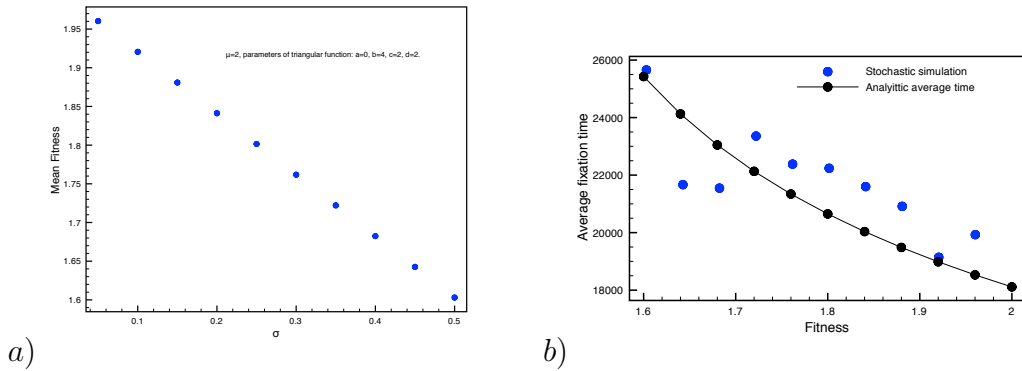 1.95
1.9
1.85
1.8
1.75
1.7
1.65
1.6
Mean Fitness
μ=2, parameters of triangular function: a=0, b=4, c=2, d=2.
0.1 0.2 0.3 0.4 0.5
σ
a)
26000
24000
22000
20000
18000
Average fixation time
Stochastic simulation
Analyittic average time
1.6 1.7 1.8 1.9 2
Fitness
b)